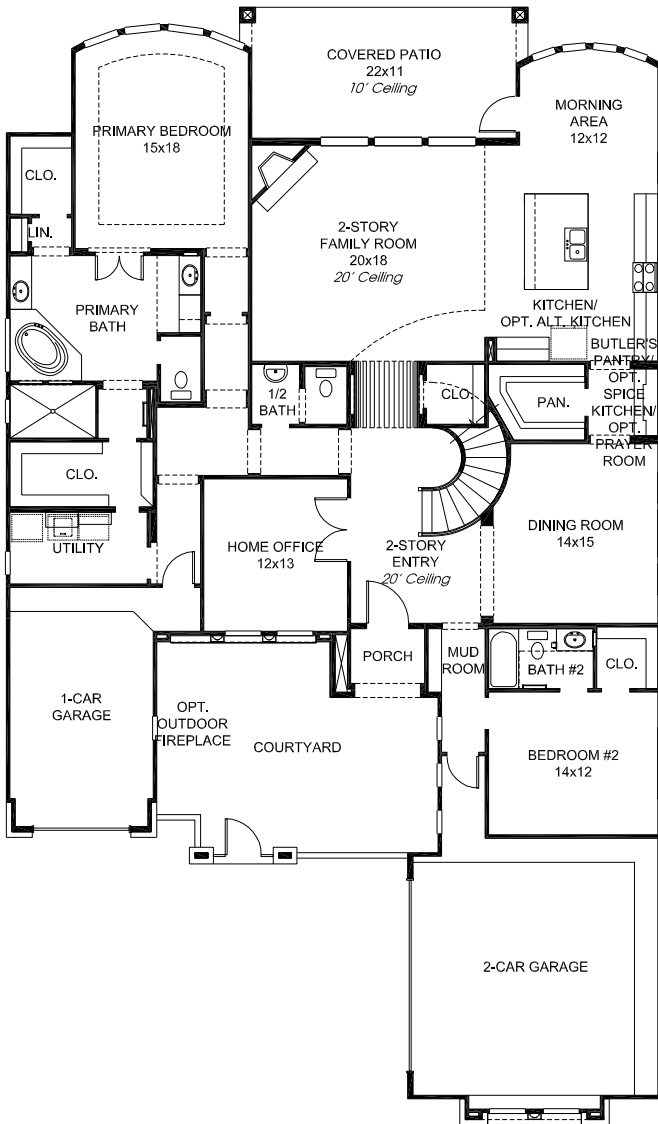 COVERED PATIO
22x11
10' Ceiling
MORNING
AREA
12x12
PRIMARY BEDROOM
15x18
CLO.
LIN.
2-STORY
FAMILY ROOM
20x18
20' Ceiling
PRIMARY
BATH
KITCHEN/
OPT. ALT. KITCHEN
BUTLER'S
PANTRY/
OPT.
SPICE
KITCHEN/
OPT.
PRAYER
ROOM
1/2
BATH
CLO.
PAN.
CLO.
UTILITY
HOME OFFICE
12x13
2-STORY
ENTRY
20' Ceiling
DINING ROOM
14x15
PORCH
MUD
ROOM
BATH #2
CLO.
1-CAR
GARAGE
OPT.
OUTDOOR
FIREPLACE
COURTYARD
BEDROOM #2
14x12
2-CAR GARAGE